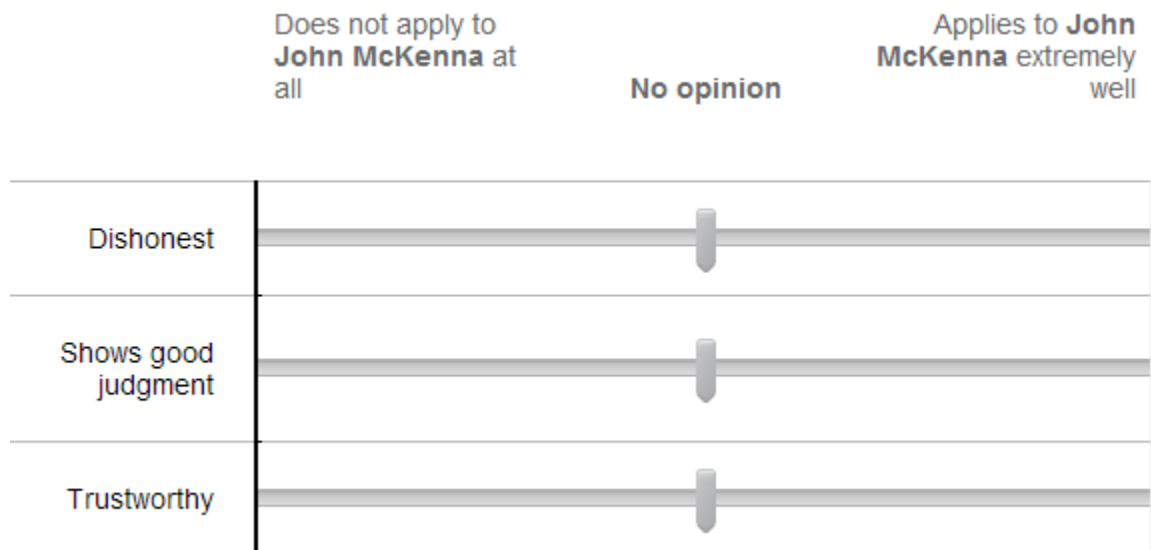 Does not apply to
John McKenna at
all
No opinion
Applies to John
McKenna extremely
well
Dishonest
Shows good
judgment
Trustworthy